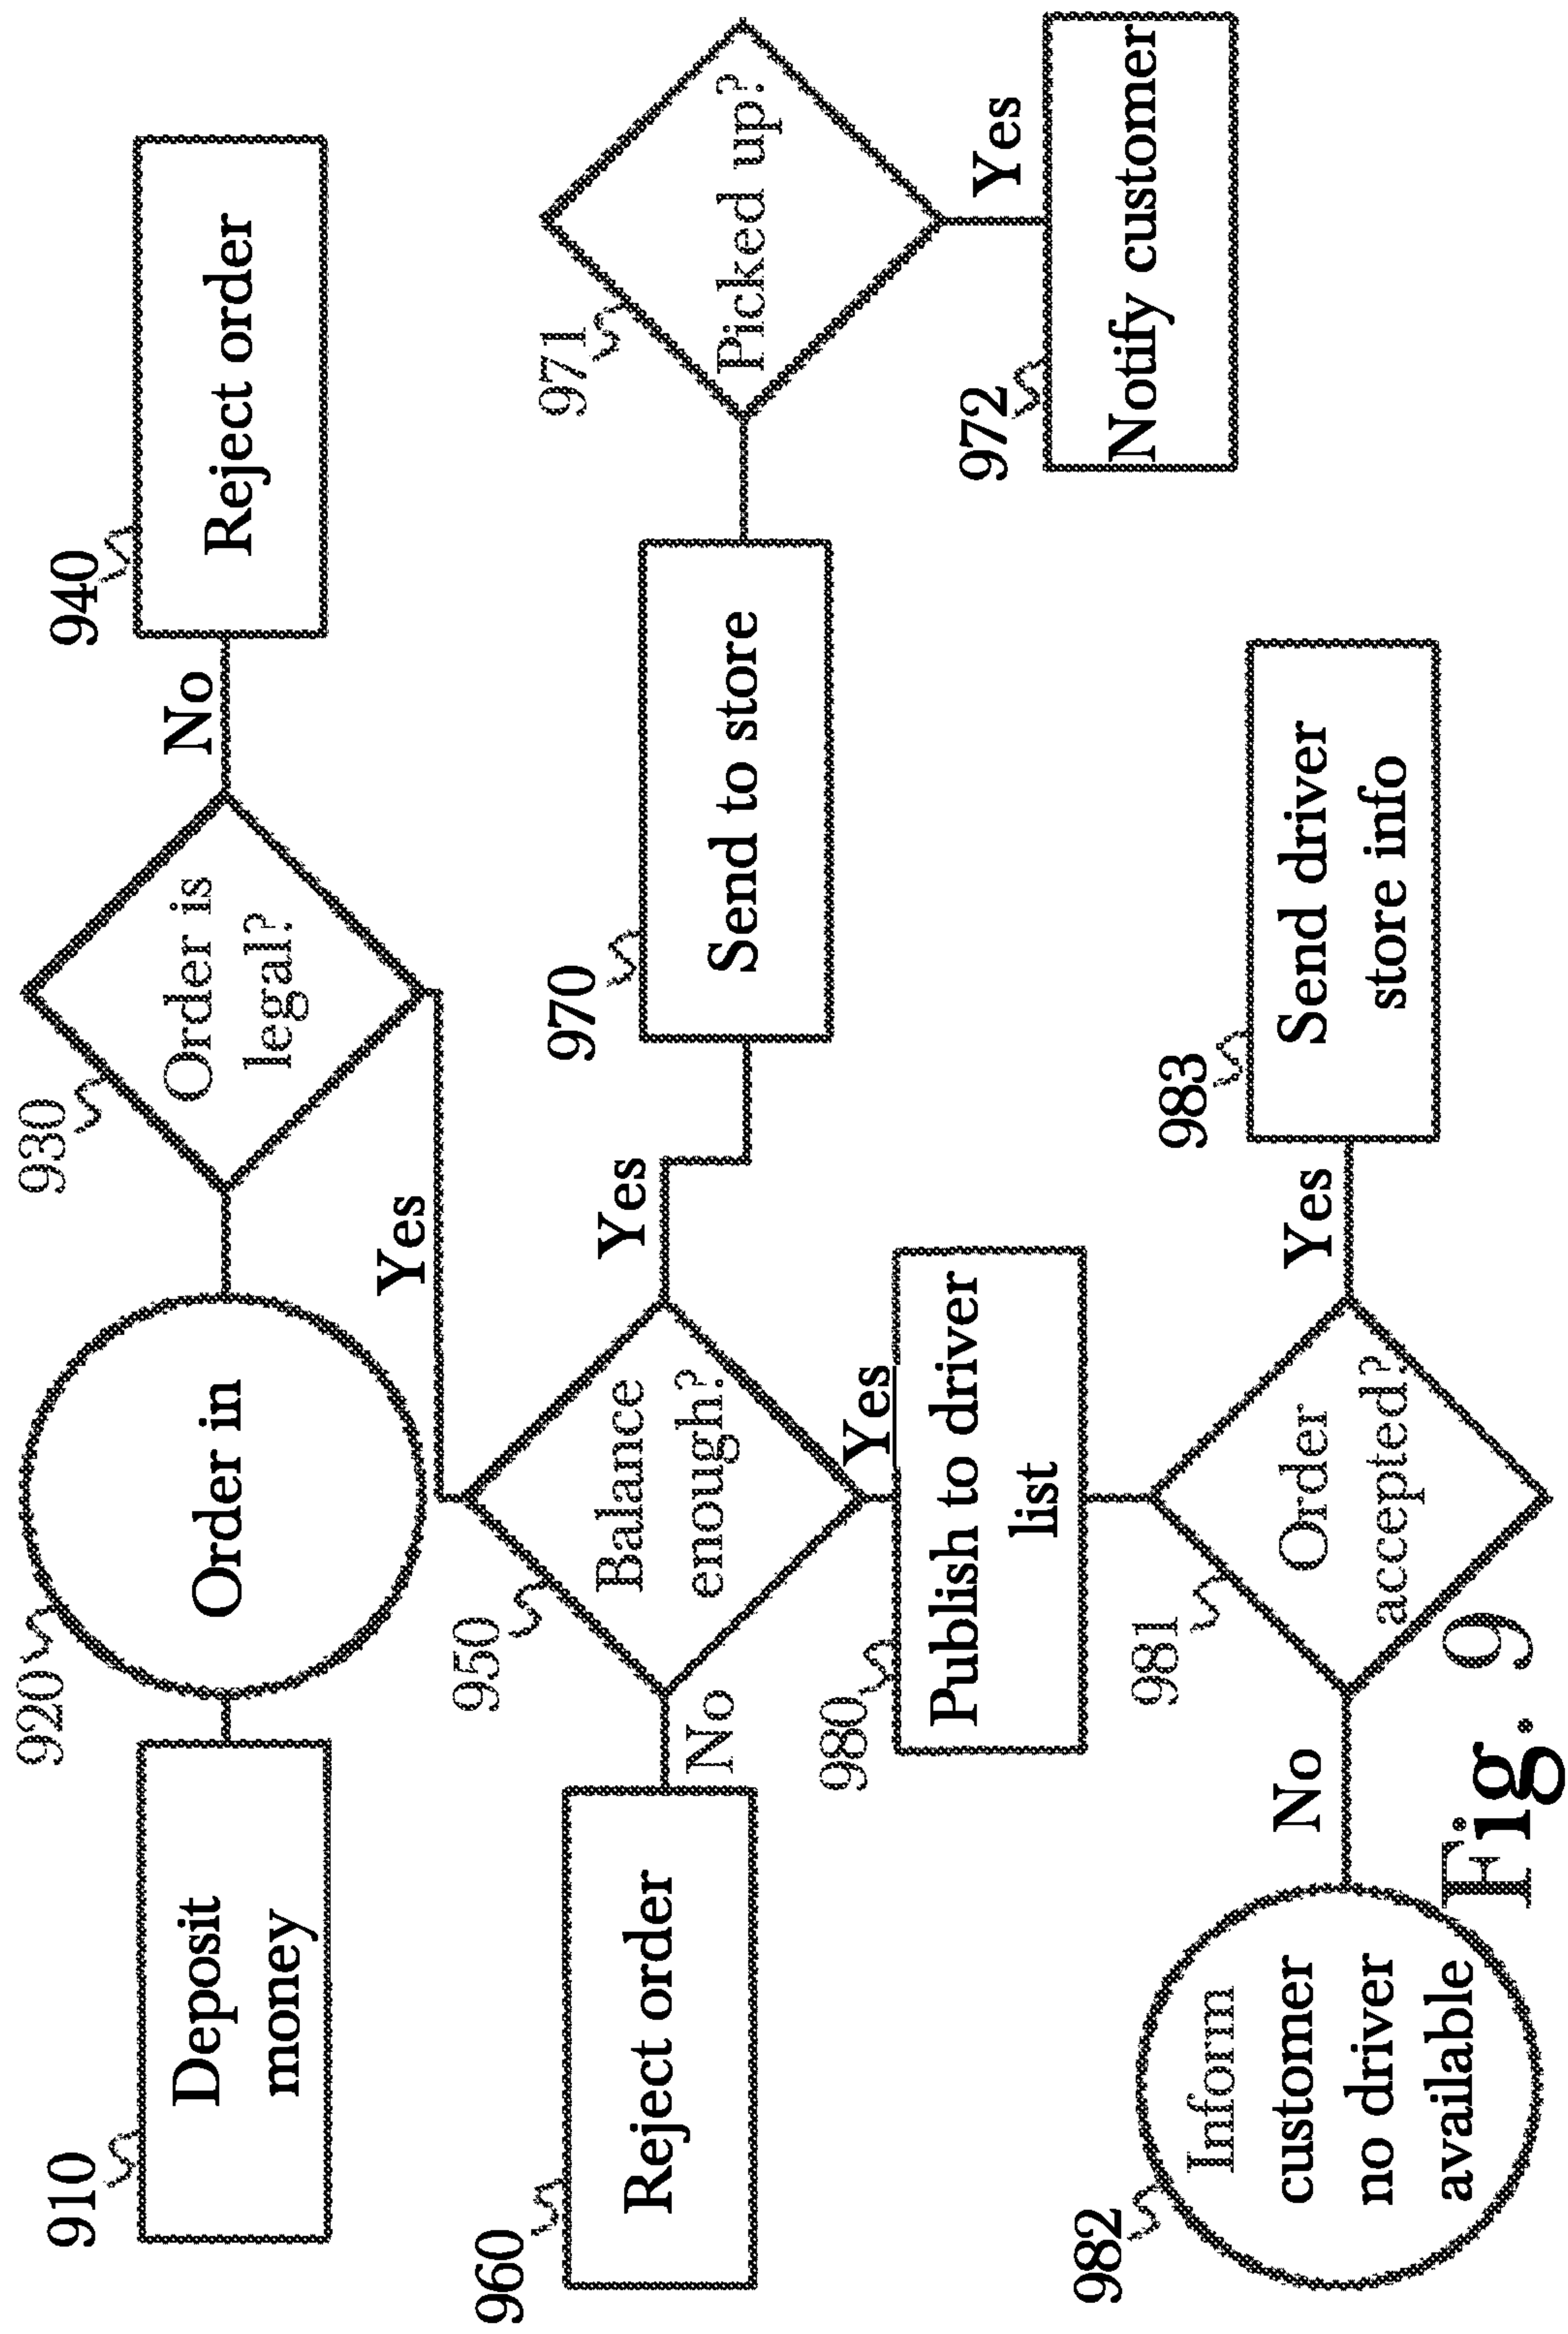 910
Deposit
money
920
Order in
930
Order is
legal?
No
940
Reject order
Yes
960
Reject order
No
950
Balance
enough?
Yes
970
Send to store
971
Picked up?
Yes
972
Notify customer
Yes
980
Publish to driver
list
982
Inform
customer
no driver
available
No
981
Order
accepted?
Yes
983
Send driver
store info
Fig. 9